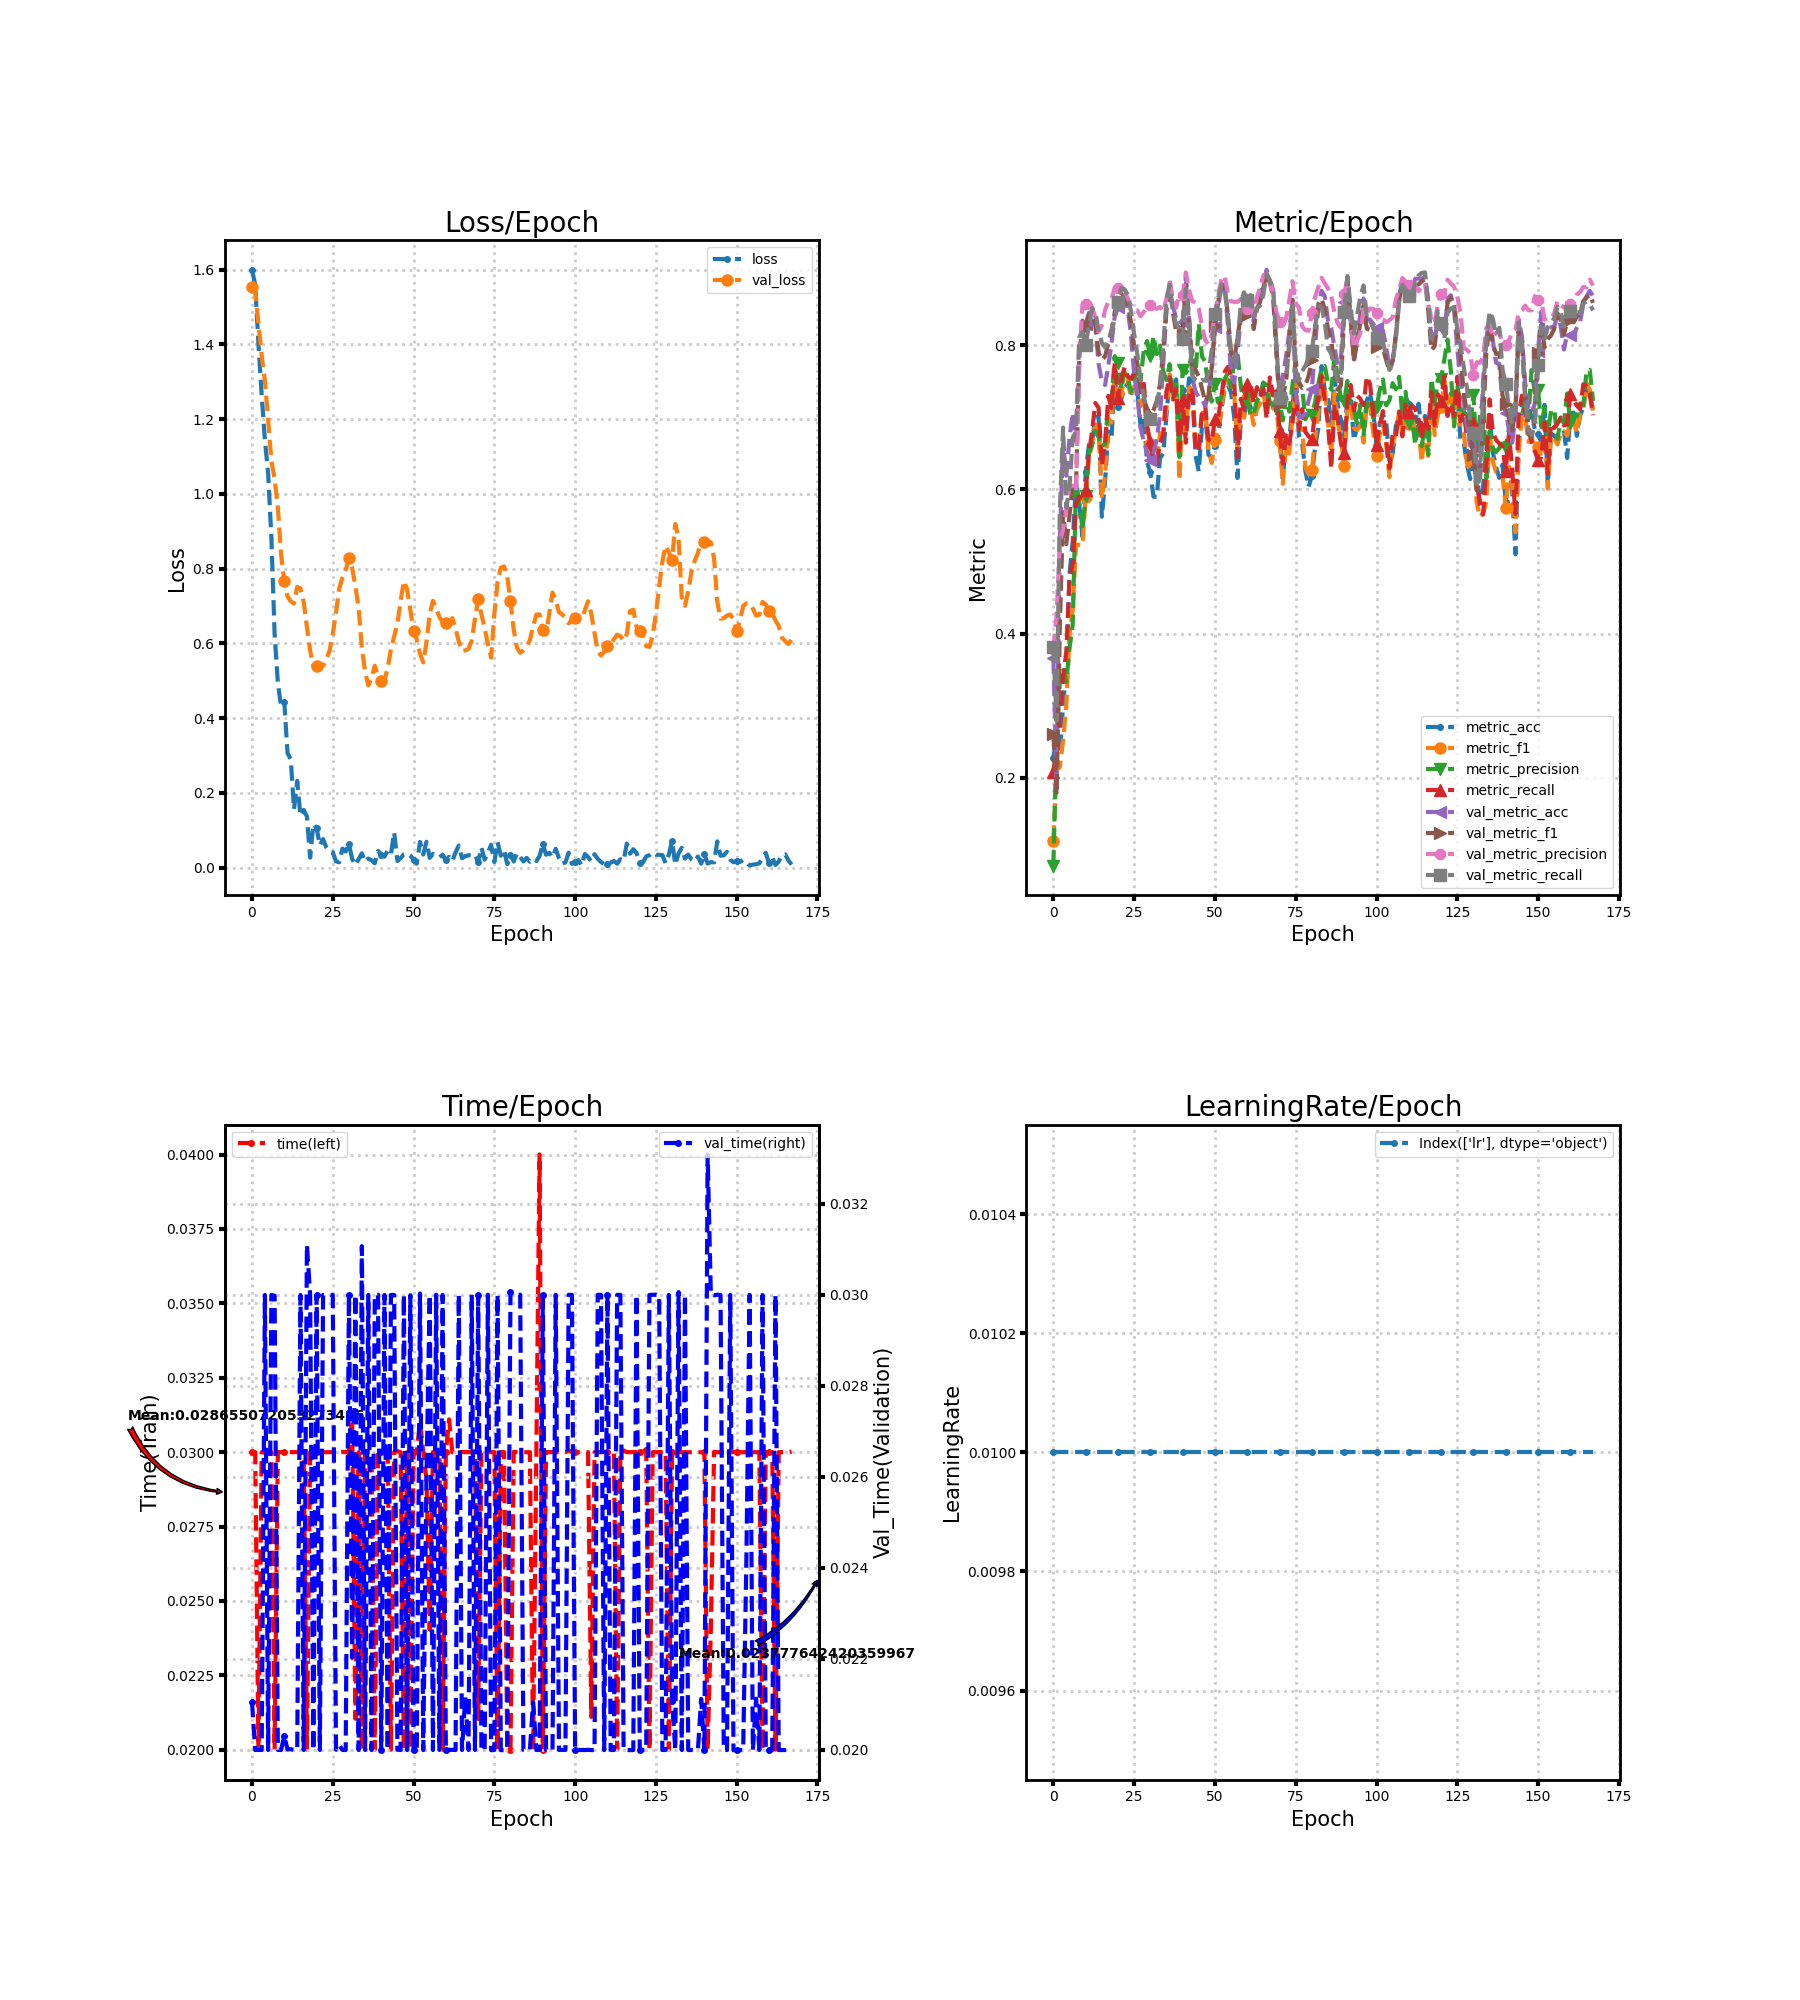 Loss/Epoch
1.6
1.4
1.2
1.0
0.8
0.6
0.4
0.2
0.0
Loss
loss
val_loss
0 25 50 75 100 125 150 175
Epoch
Metric/Epoch
0.8
0.6
0.4
0.2
Metric
metric_acc
metric_f1
metric_precision
metric_recall
val_metric_acc
val_metric_f1
val_metric_precision
val_metric_recall
0 25 50 75 100 125 150 175
Epoch
Time/Epoch
time(left)
val_time(right)
0.0400
0.0375
0.0350
0.0325
0.0300
0.0275
0.0250
0.0225
0.0200
Time(Train)
0.032
0.030
0.028
0.026
0.024
0.022
0.020
Val_Time(Validation)
Mean:0.023777642420359967
0 25 50 75 100 125 150 175
Epoch
LearningRate/Epoch
Index(['lr'], dtype='object')
0.0104
0.0102
0.0100
0.0098
0.0096
LearningRate
0 25 50 75 100 125 150 175
Epoch